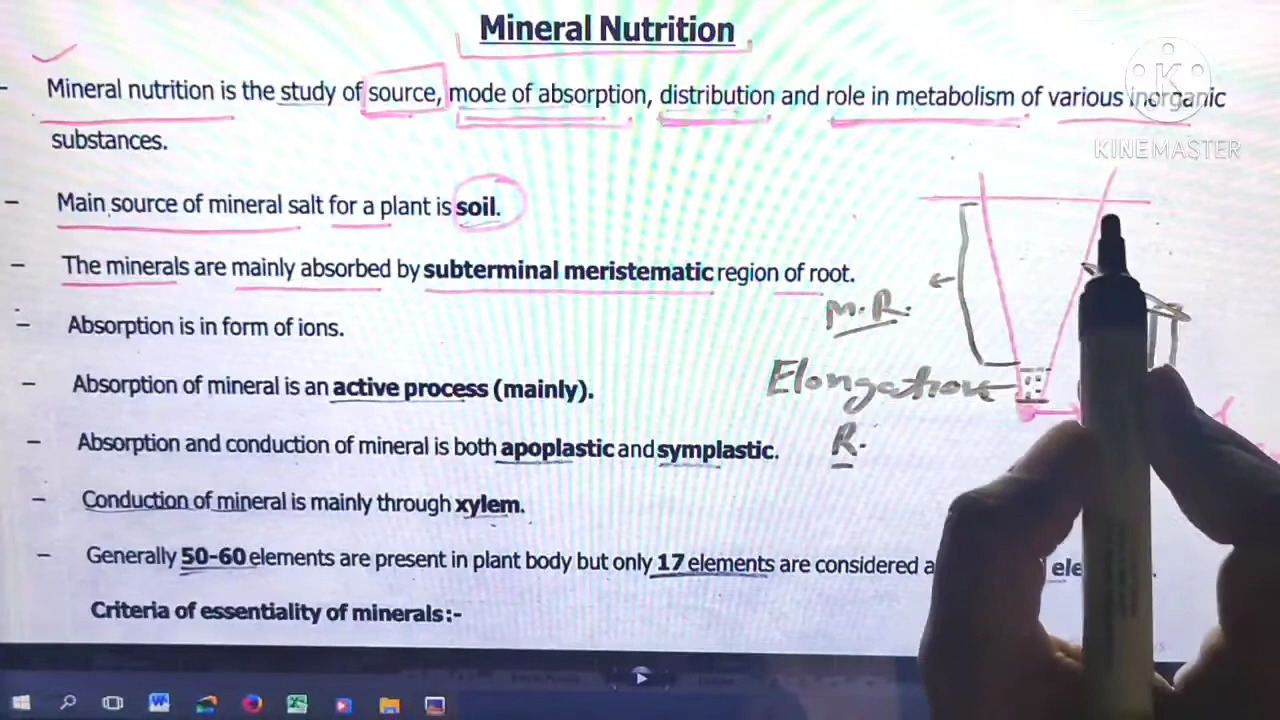 Mineral Nutrition
- Mineral nutrition is the study of source, mode of absorption, distribution and role in metabolism of various inorganic
substances.
K
KINEMASTER
- Main source of mineral salt for a plant is soil.
- The minerals are mainly absorbed by subterminal meristematic region of root.
M.R.
- Absorption is in form of ions.
Elongation
- Absorption of mineral is an active process (mainly).
R.
- Absorption and conduction of mineral is both apoplastic and symplastic.
- Conduction of mineral is mainly through xylem.
- Generally 50-60 elements are present in plant body but only 17 elements are considered
Criteria of essentiality of minerals:-